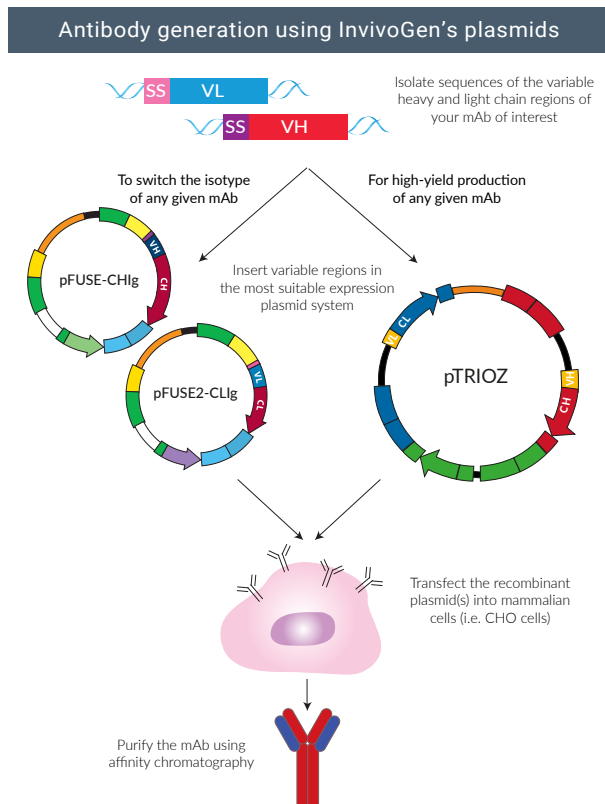 Antibody generation using InvivoGen's plasmids
SS VL
SS VH
Isolate sequences of the variable
heavy and light chain regions of
your mAb of interest
To switch the isotype
of any given mAb
For high-yield production
of any given mAb
pFUSE-CHIg
VH
CH
Insert variable regions in
the most suitable expression
plasmid system
pFUSE2-CLIg
VL
CL
pTRIOZ
VL
CL
VH
CH
Transfect the recombinant
plasmid(s) into mammalian
cells (i.e. CHO cells)
Purify the mAb using
affinity chromatography